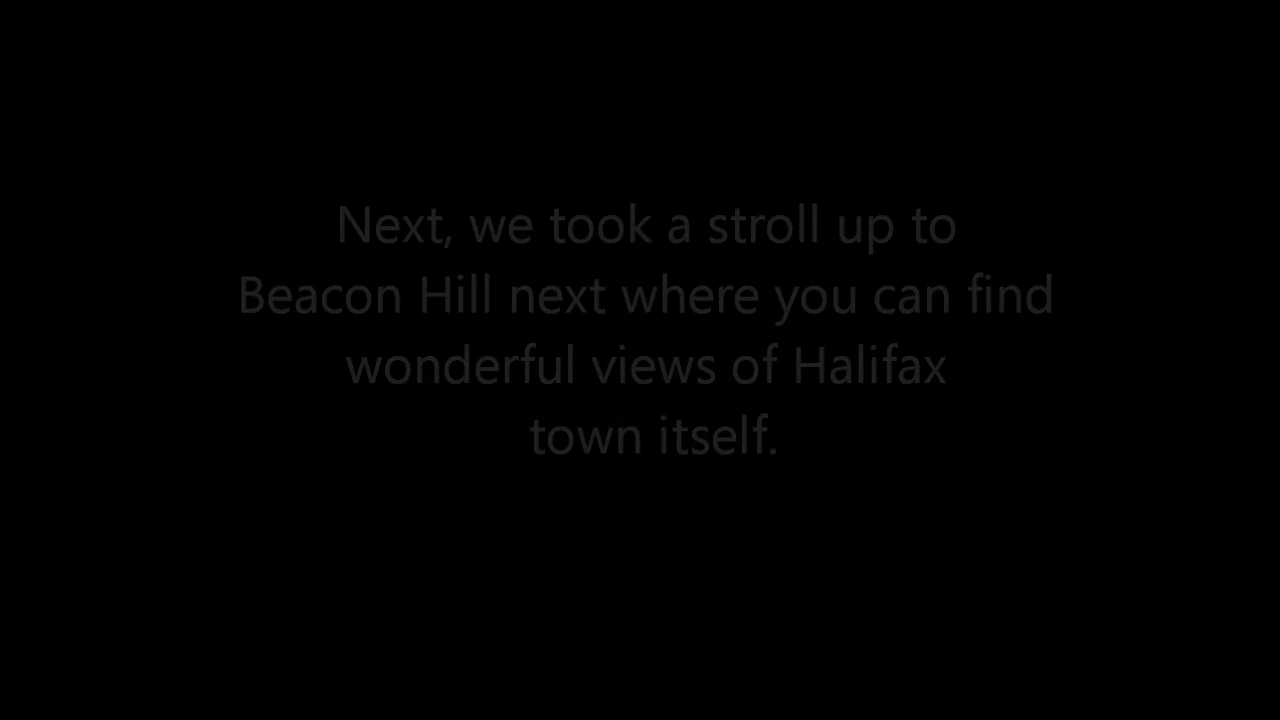 Next, we took a stroll up to
Beacon Hill next where you can find
wonderful views of Halifax
town itself.